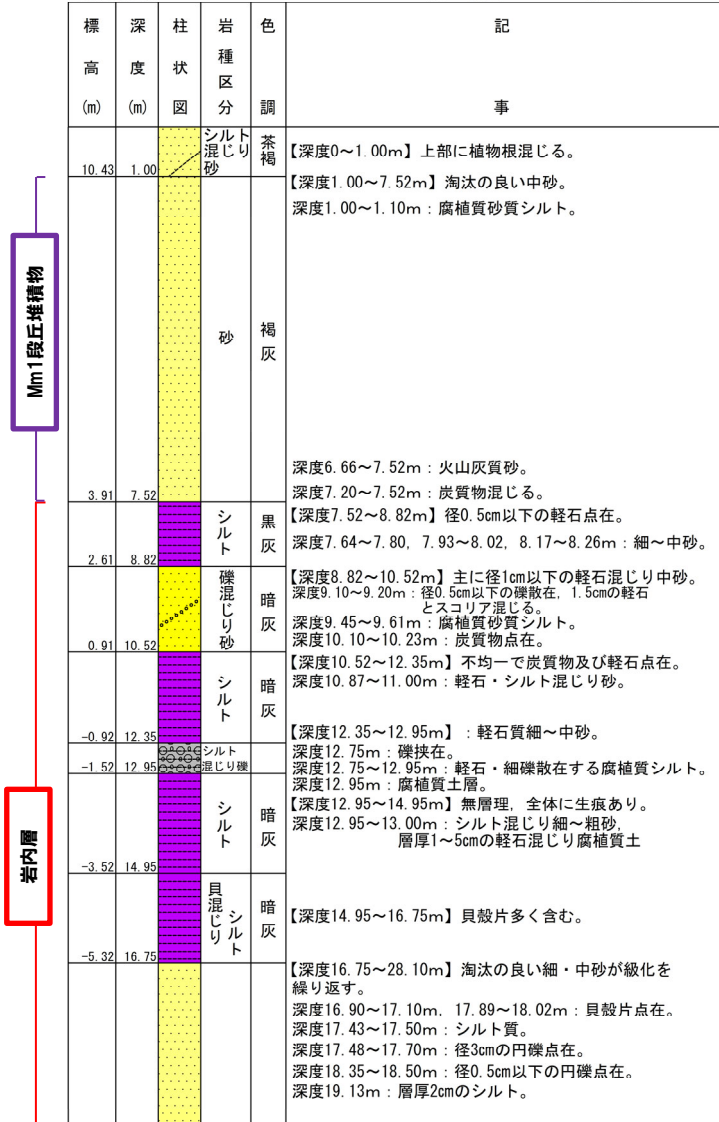 標高(m)
深度(m)
柱状図
岩種区分
色調
記事
Mm1段丘堆積物
岩内層
10.43 1.00 シルト混じり砂 茶褐
【深度0～1.00m】上部に植物根混じる。
3.91 7.52 砂 褐灰
【深度1.00～7.52m】淘汰の良い中砂。
深度1.00～1.10m：腐植質砂質シルト。
深度6.66～7.52m：火山灰質砂。
深度7.20～7.52m：炭質物混じる。
2.61 8.82 シルト 黒灰
【深度7.52～8.82m】径0.5cm以下の軽石点在。
深度7.64～7.80, 7.93～8.02, 8.17～8.26m：細～中砂。
0.91 10.52 礫混じり砂 暗灰
【深度8.82～10.52m】主に径1cm以下の軽石混じり中砂。
深度9.10～9.20m：径0.5cm以下の礫散在, 1.5cmの軽石
とスコリア混じる。
深度9.45～9.61m：腐植質砂質シルト。
深度10.10～10.23m：炭質物点在。
-0.92 12.35 シルト 暗灰
【深度10.52～12.35m】不均一で炭質物及び軽石点在。
深度10.87～11.00m：軽石・シルト混じり砂。
-1.52 12.95 シルト混じり礫
【深度12.35～12.95m】：軽石質細～中砂。
深度12.75m：礫挟在。
深度12.75～12.95m：軽石・細礫散在する腐植質シルト。
深度12.95m：腐植質土層。
-3.52 14.95 シルト 暗灰
【深度12.95～14.95m】無層理, 全体に生痕あり。
深度12.95～13.00m：シルト混じり細～粗砂,
層厚1～5cmの軽石混じり腐植質土
-5.32 16.75 貝混じりシルト 暗灰
【深度14.95～16.75m】貝殻片多く含む。
【深度16.75～28.10m】淘汰の良い細・中砂が級化を
繰り返す。
深度16.90～17.10m, 17.89～18.02m：貝殻片点在。
深度17.43～17.50m：シルト質。
深度17.48～17.70m：径3cmの円礫点在。
深度18.35～18.50m：径0.5cm以下の円礫点在。
深度19.13m：層厚2cmのシルト。